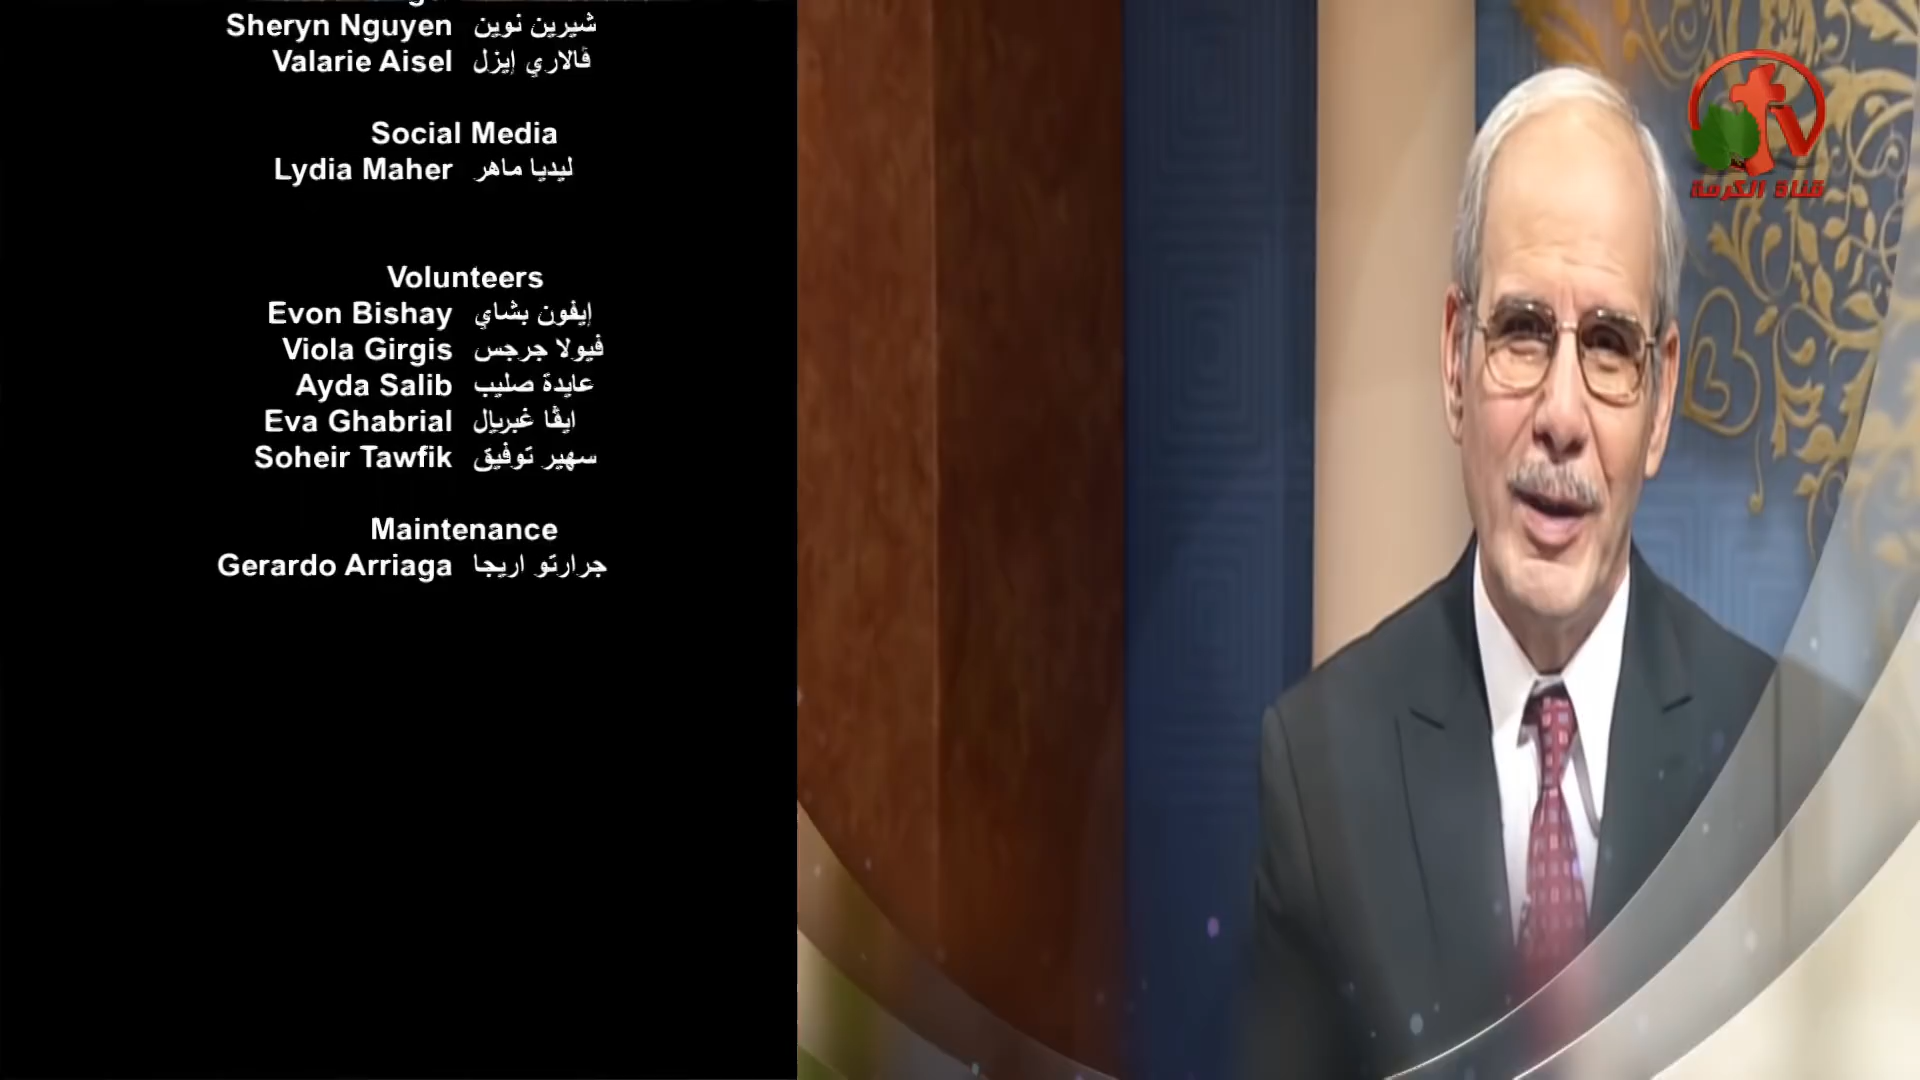 Sheryn Nguyen شيرين نوين
Valarie Aisel ڤالاري إيزل
Social Media
Lydia Maher ليديا ماهر
Volunteers
Evon Bishay إيفون بشاي
Viola Girgis ڤيولا جرجس
Ayda Salib عايدة صليب
Eva Ghabrial ايڤا غبريال
Soheir Tawfik سهير توفيق
Maintenance
Gerardo Arriaga جرارتو اريجا
tv
قناة الكرمة